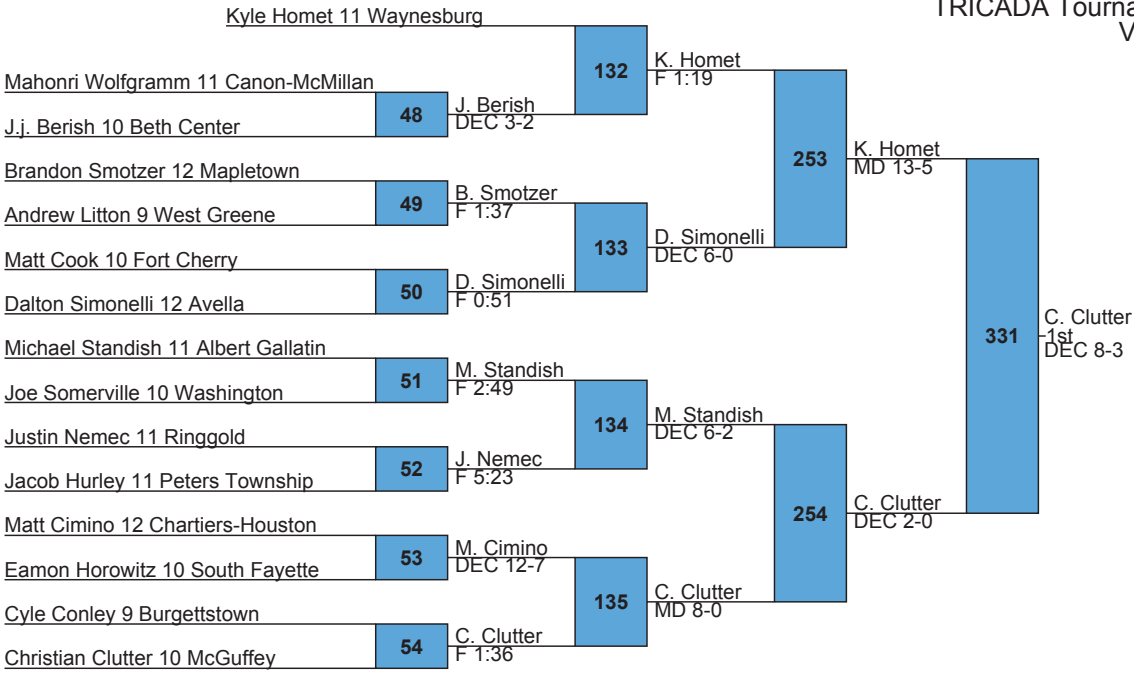 TRICADA Tourna
V
Kyle Homet 11 Waynesburg
132
K. Homet
F 1:19
Mahonri Wolfgramm 11 Canon-McMillan
48
J. Berish
DEC 3-2
J.j. Berish 10 Beth Center
253
K. Homet
MD 13-5
Brandon Smotzer 12 Mapletown
49
B. Smotzer
F 1:37
Andrew Litton 9 West Greene
133
D. Simonelli
DEC 6-0
Matt Cook 10 Fort Cherry
50
D. Simonelli
F 0:51
Dalton Simonelli 12 Avella
331
C. Clutter
1st
DEC 8-3
Michael Standish 11 Albert Gallatin
51
M. Standish
F 2:49
Joe Somerville 10 Washington
134
M. Standish
DEC 6-2
Justin Nemec 11 Ringgold
52
J. Nemec
F 5:23
Jacob Hurley 11 Peters Township
254
C. Clutter
DEC 2-0
Matt Cimino 12 Chartiers-Houston
53
M. Cimino
DEC 12-7
Eamon Horowitz 10 South Fayette
135
C. Clutter
MD 8-0
Cyle Conley 9 Burgettstown
54
C. Clutter
F 1:36
Christian Clutter 10 McGuffey